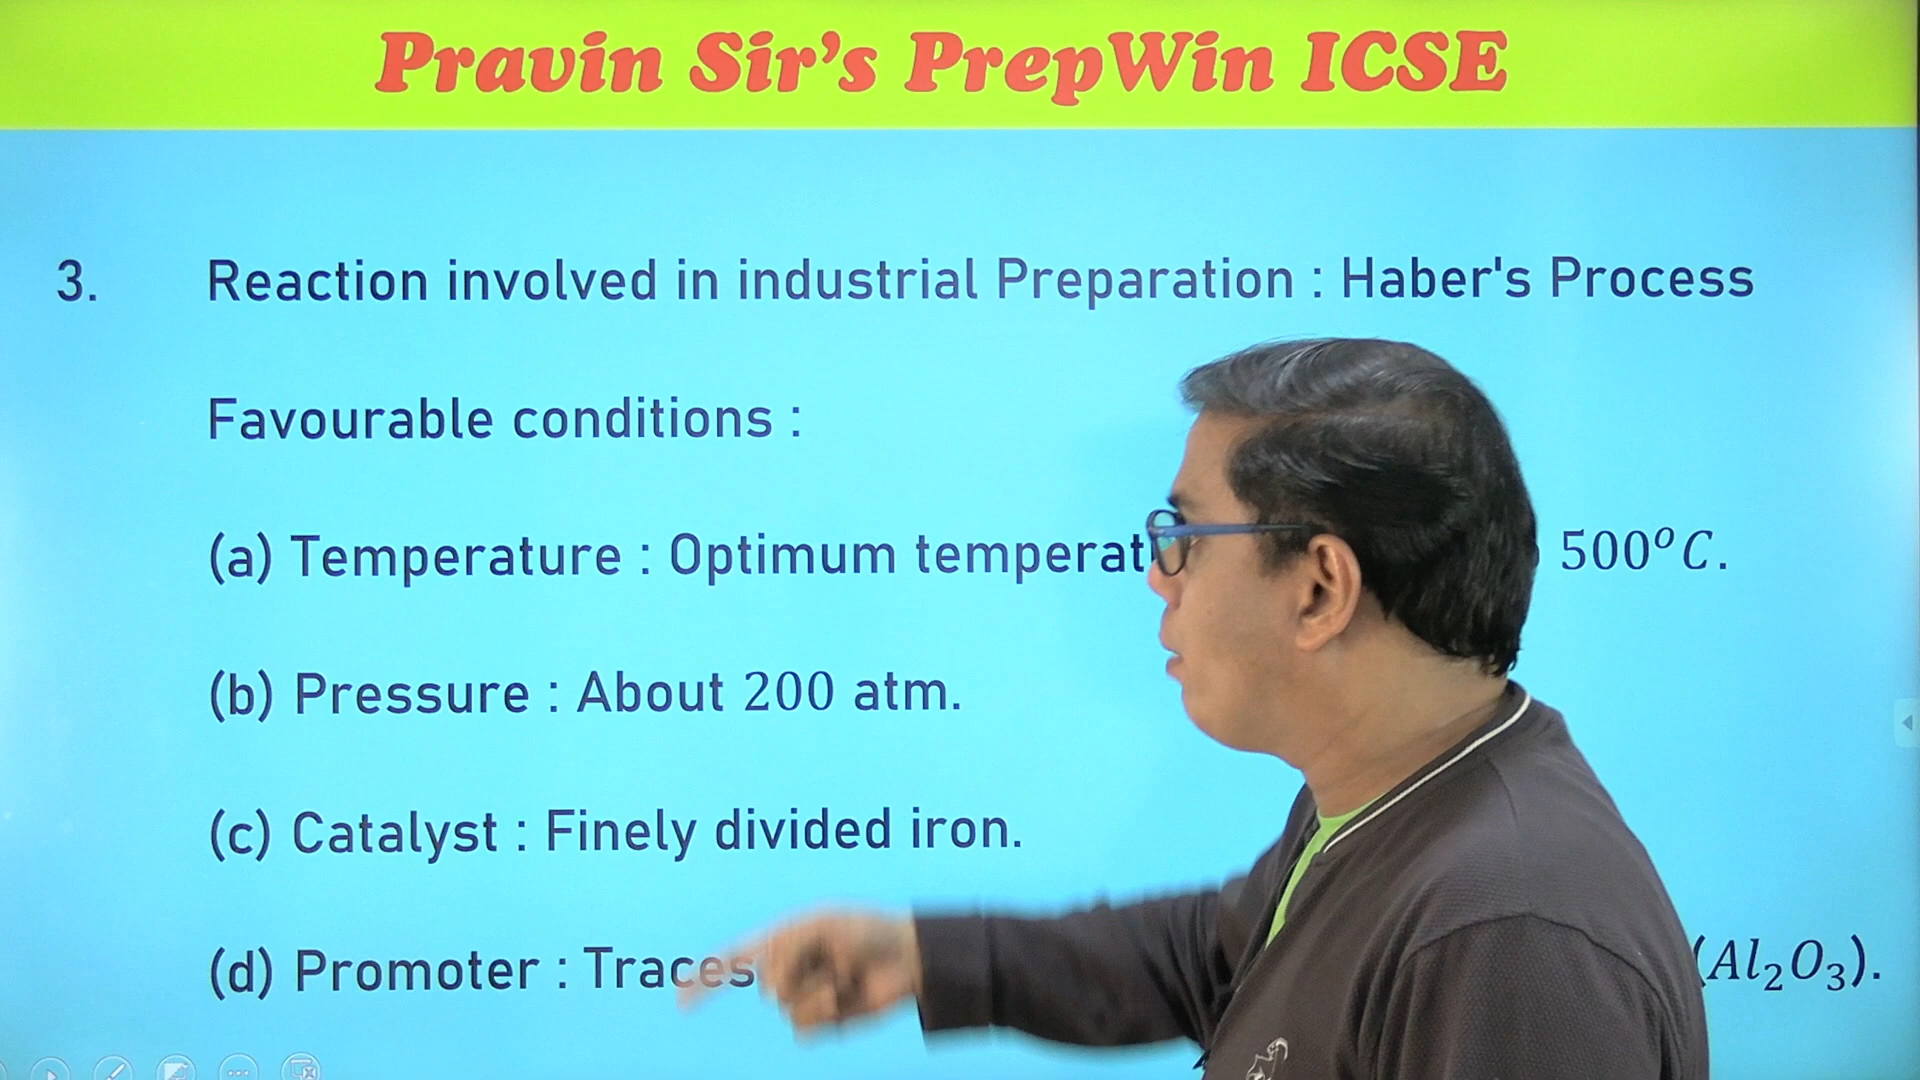 Pravin Sir's PrepWin ICSE
3. Reaction involved in industrial Preparation : Haber's Process
Favourable conditions :
(a) Temperature : Optimum 500°C.
(b) Pressure : About 200 atm.
(c) Catalyst : Finely divided iron.
(d) Promoter : Traces (Al₂O₃).